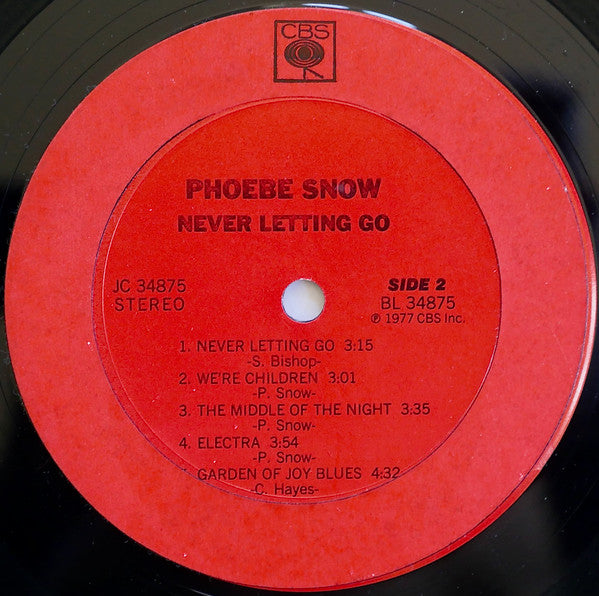 CBS
PHOEBE SNOW
NEVER LETTING GO
JC 34875
STEREO
SIDE 2
BL 34875
℗ 1977 CBS Inc.
1. NEVER LETTING GO 3:15
-S. Bishop-
2. WE'RE CHILDREN 3:01
-P. Snow-
3. THE MIDDLE OF THE NIGHT 3:35
-P. Snow-
4. ELECTRA 3:54
-P. Snow-
GARDEN OF JOY BLUES 4:32
-C. Hayes-